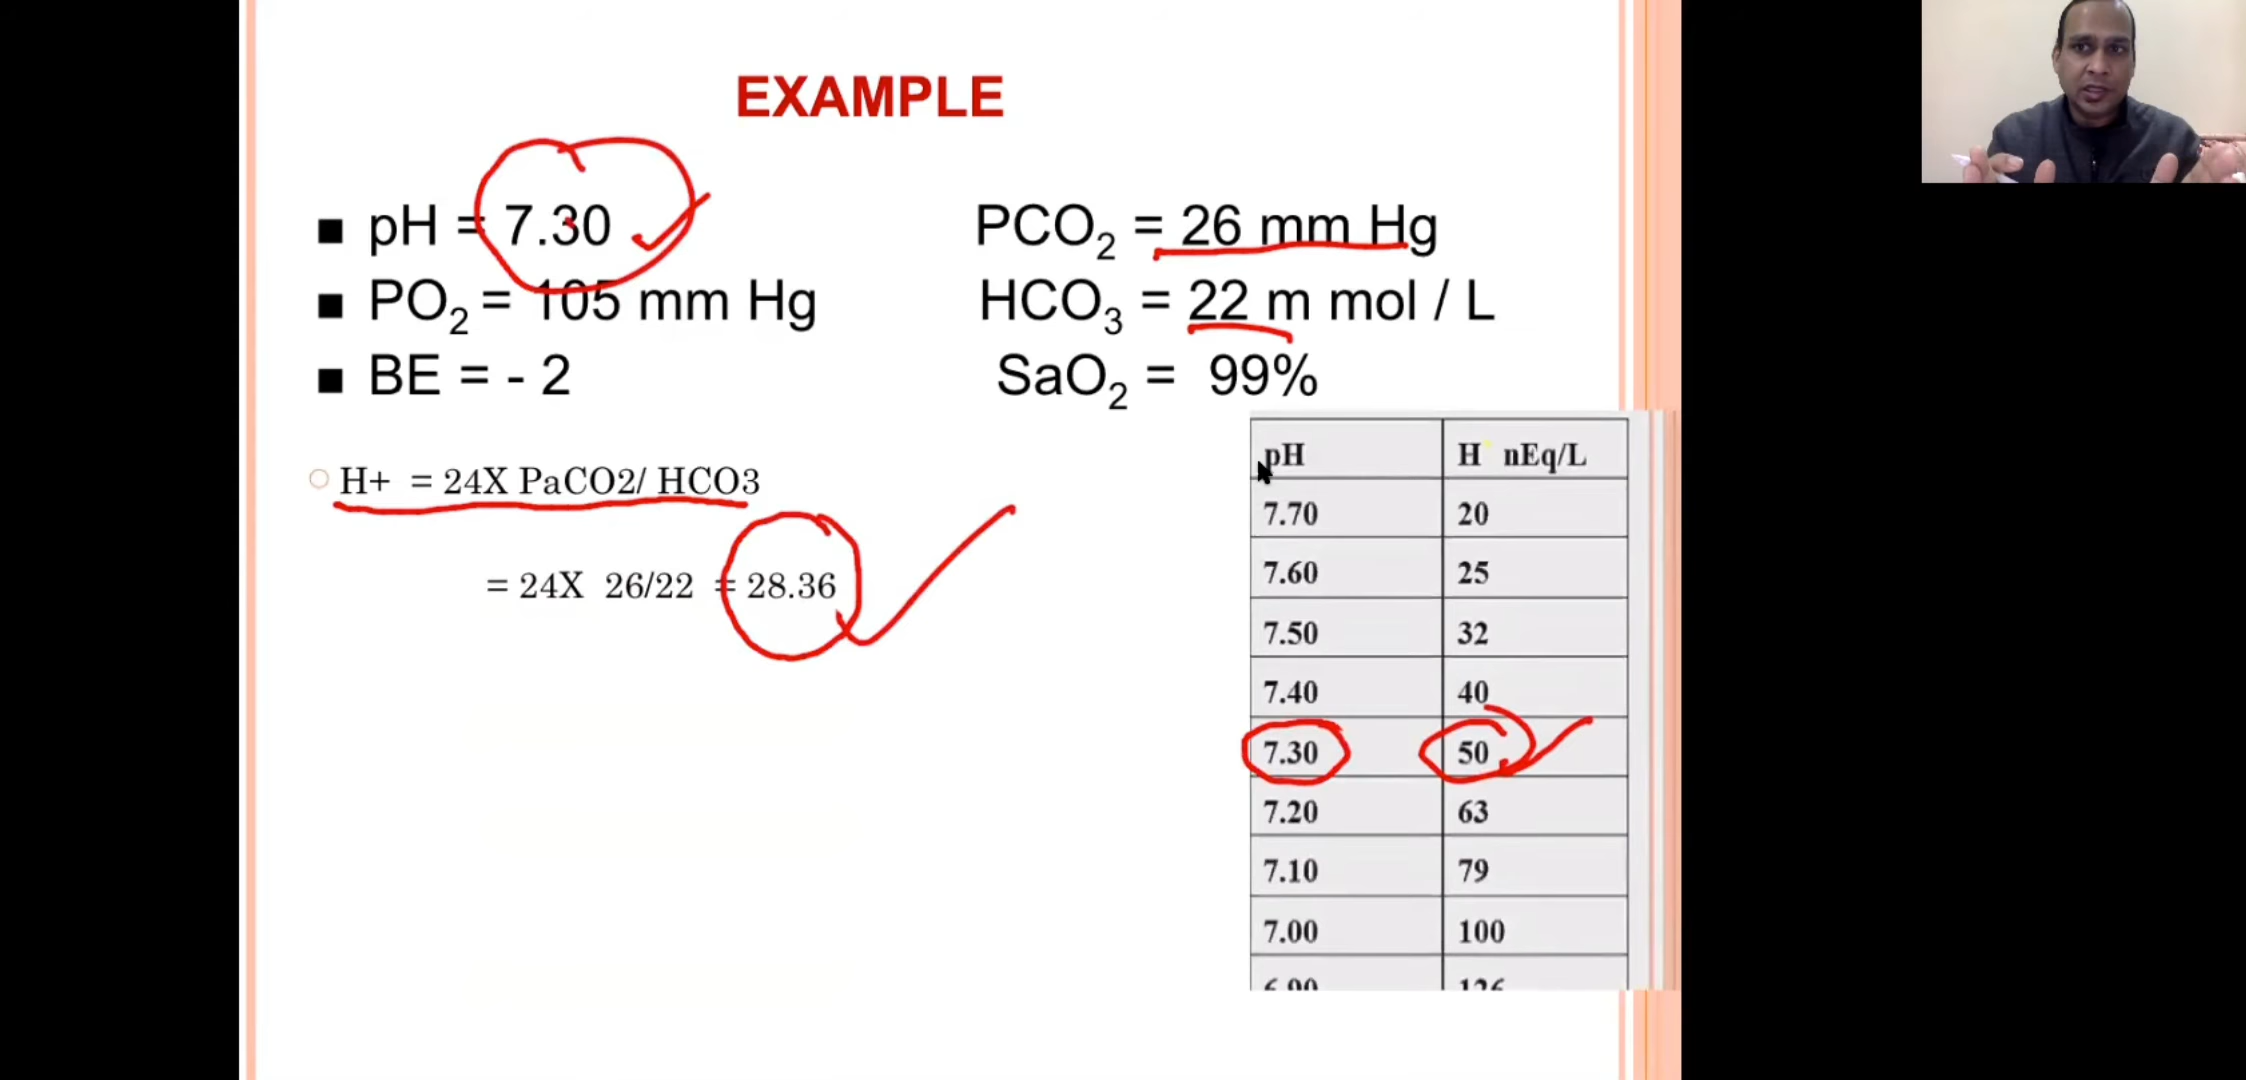 EXAMPLE
■ pH = 7.30 PCO₂ = 26 mm Hg
■ PO₂ = 105 mm Hg HCO₃ = 22 m mol / L
■ BE = - 2 SaO₂ = 99%
H+ = 24X PaCO2/ HCO3
= 24X 26/22 = 28.36
pH H⁺ nEq/L
7.70 20
7.60 25
7.50 32
7.40 40
7.30 50
7.20 63
7.10 79
7.00 100